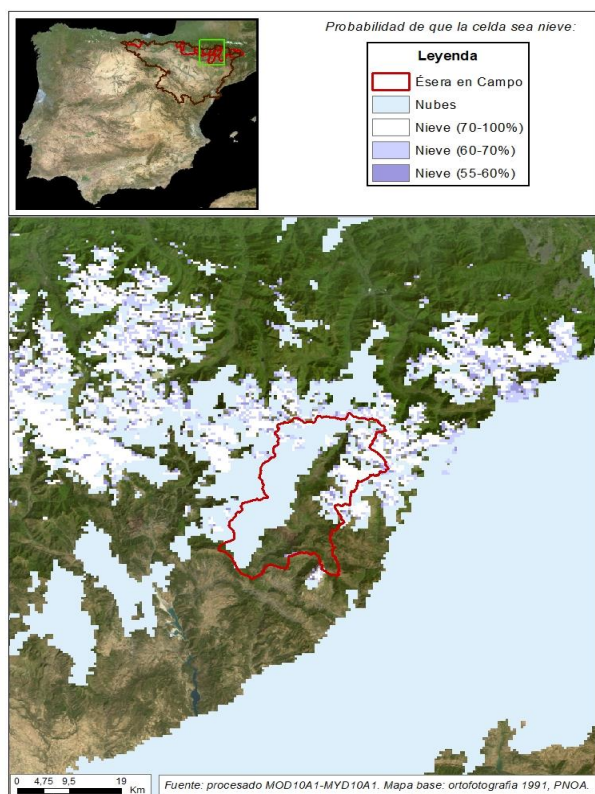 Probabilidad de que la celda sea nieve:
Leyenda
Ésera en Campo
Nubes
Nieve (70-100%)
Nieve (60-70%)
Nieve (55-60%)
0 4,75 9,5 19
Km
Fuente: procesado MOD10A1-MYD10A1. Mapa base: ortofotografia 1991, PNOA.